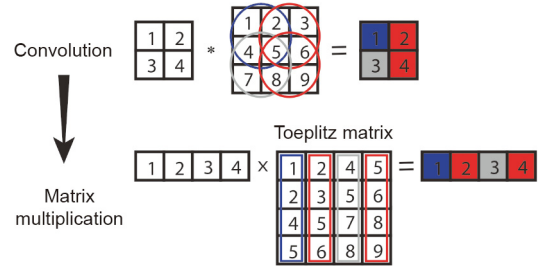 Convolution
1 2
3 4
*
1 2 3
4 5 6
7 8 9
=
1 2
3 4
Toeplitz matrix
Matrix
multiplication
1 2 3 4
×
1 2 4 5
2 3 5 6
4 5 7 8
5 6 8 9
=
1 2 3 4